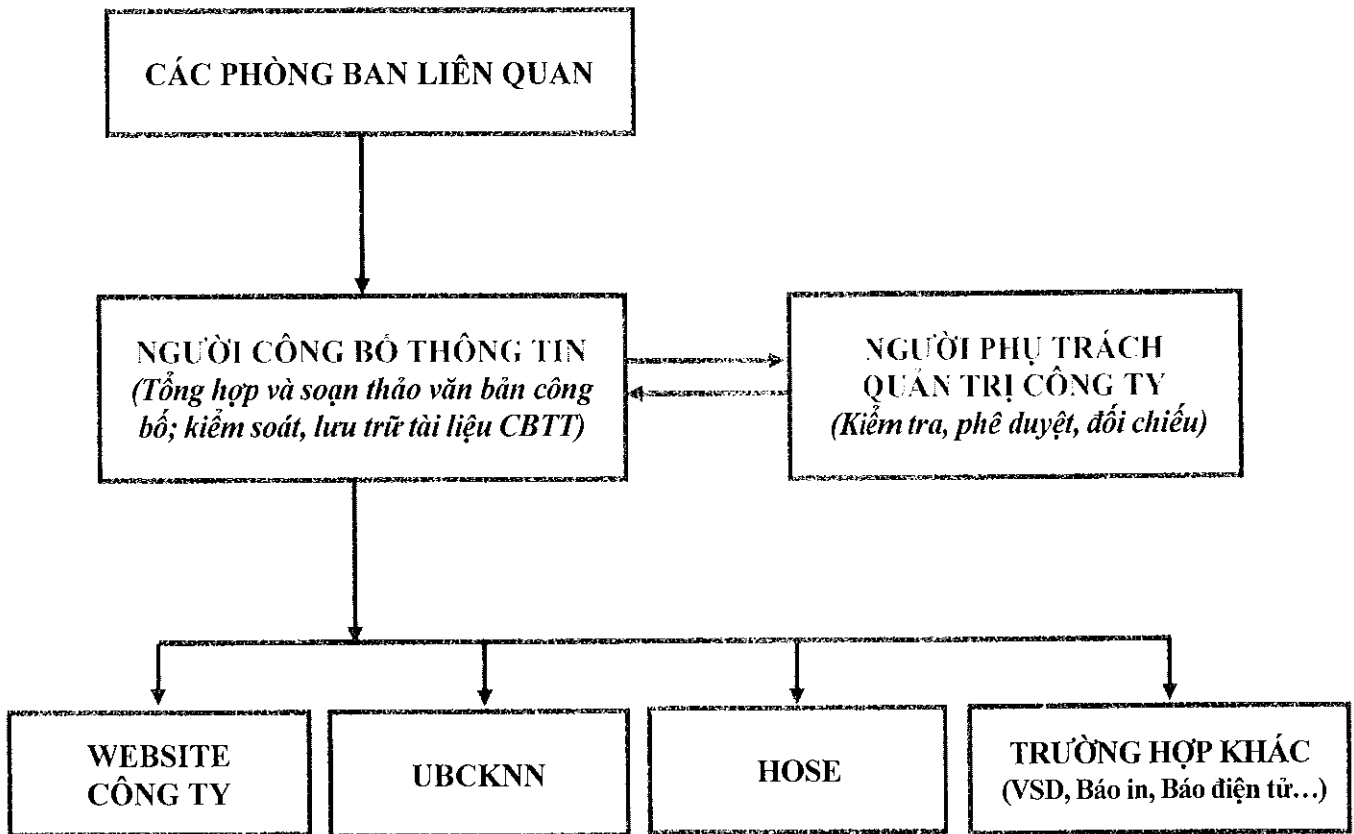 CÁC PHÒNG BAN LIÊN QUAN
NGƯỜI CÔNG BỐ THÔNG TIN
(Tổng hợp và soạn thảo văn bản công
bố; kiểm soát, lưu trữ tài liệu CBTT)
NGƯỜI PHỤ TRÁCH
QUẢN TRỊ CÔNG TY
(Kiểm tra, phê duyệt, đối chiếu)
WEBSITE
CÔNG TY
UBCKNN
HOSE
TRƯỜNG HỢP KHÁC
(VSD, Báo in, Báo điện tử…)